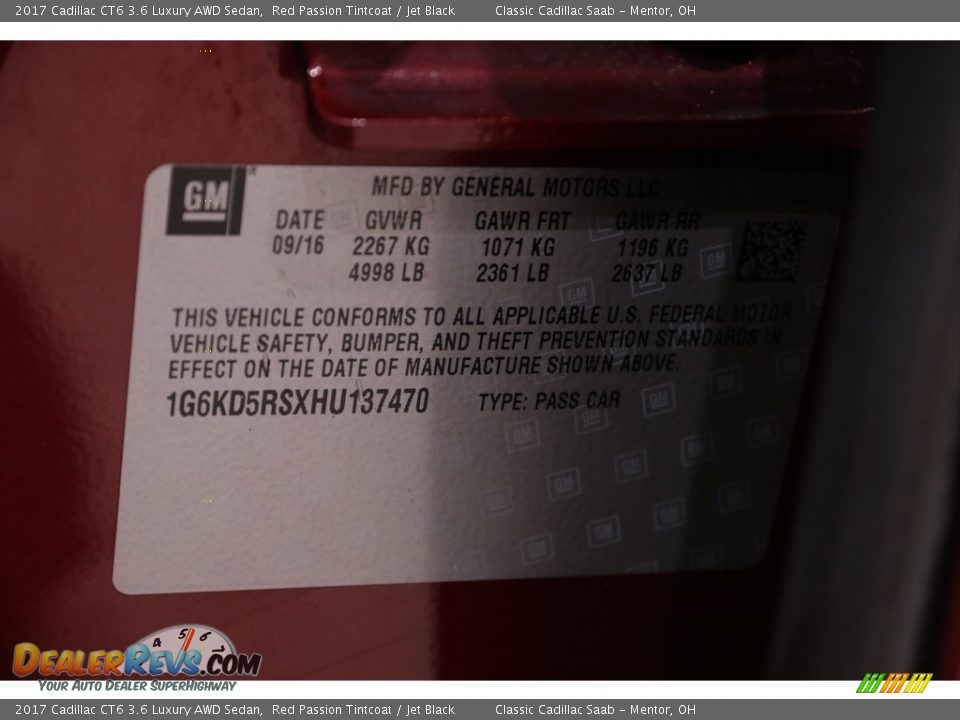 2017 Cadillac CT6 3.6 Luxury AWD Sedan, Red Passion Tintcoat / Jet Black Classic Cadillac Saab – Mentor, OH
GM
MFD BY GENERAL MOTORS LLC
DATE GVWR GAWR FRT GAWR RR
09/16 2267 KG 1071 KG 1196 KG
4998 LB 2361 LB 2637 LB
THIS VEHICLE CONFORMS TO ALL APPLICABLE U.S. FEDERAL MOTOR
VEHICLE SAFETY, BUMPER, AND THEFT PREVENTION STANDARDS IN
EFFECT ON THE DATE OF MANUFACTURE SHOWN ABOVE.
1G6KD5RSXHU137470 TYPE: PASS CAR
4 5 6
DEALERREVS.COM
YOUR AUTO DEALER SUPERHIGHWAY
2017 Cadillac CT6 3.6 Luxury AWD Sedan, Red Passion Tintcoat / Jet Black Classic Cadillac Saab – Mentor, OH